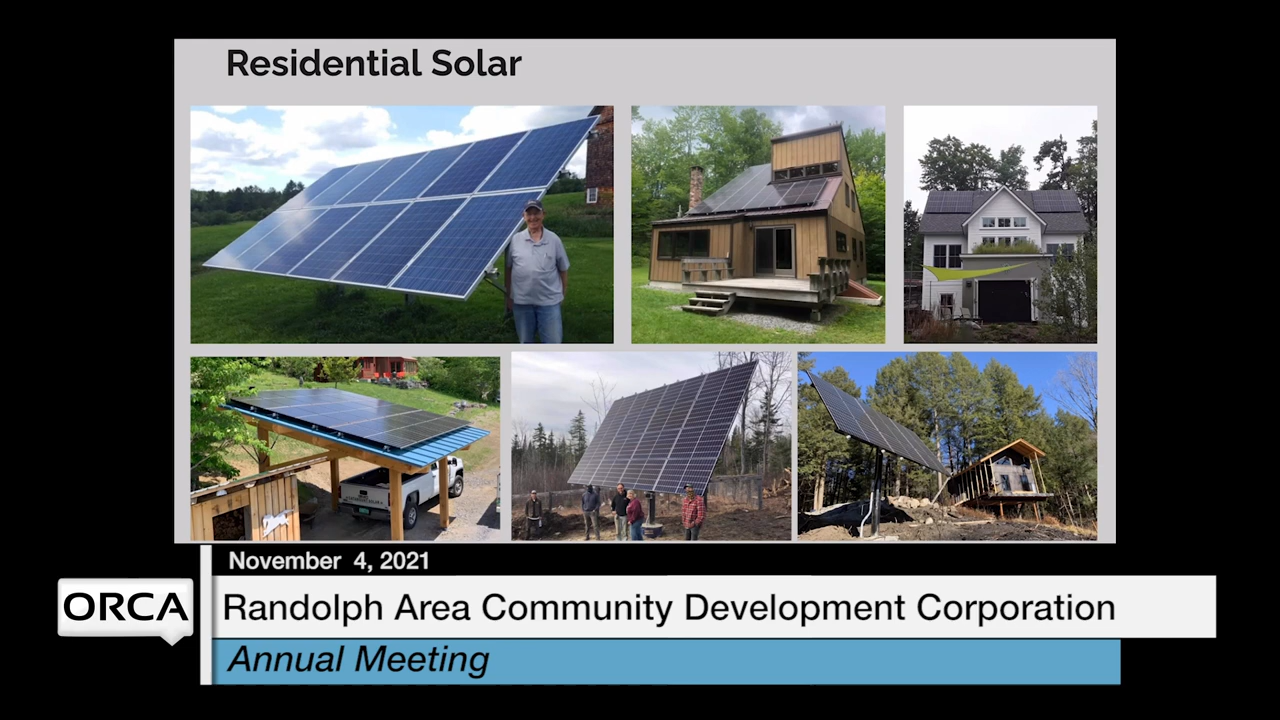 Residential Solar
November 4, 2021
ORCA
Randolph Area Community Development Corporation
Annual Meeting